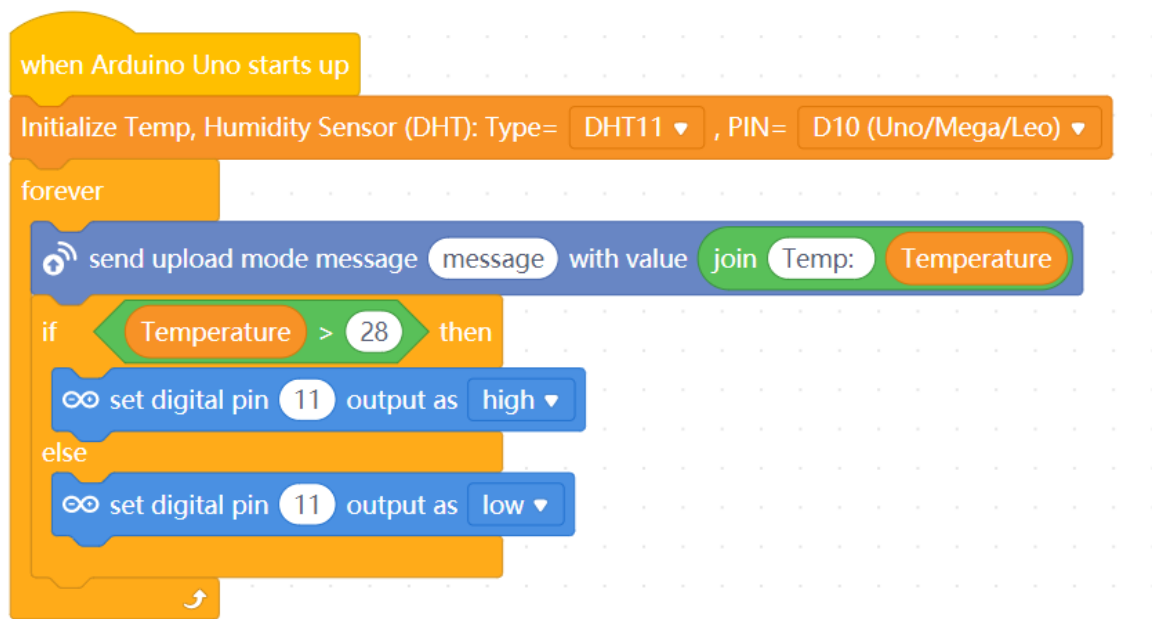 when Arduino Uno starts up
Initialize Temp, Humidity Sensor (DHT): Type= DHT11 , PIN= D10 (Uno/Mega/Leo)
forever
send upload mode message message with value join Temp: Temperature
if Temperature > 28 then
set digital pin 11 output as high
else
set digital pin 11 output as low